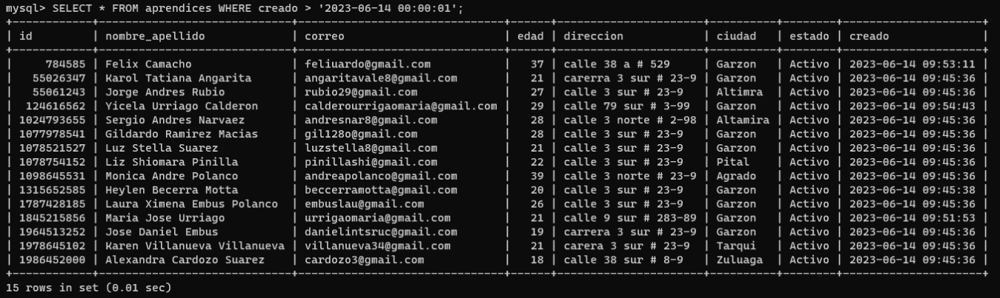 mysql> SELECT * FROM aprendices WHERE creado > '2023-06-14 00:00:01';
+------------+-----------------------------+-------------------------------+------+---------------------+----------+--------+---------------------+
| id | nombre_apellido | correo | edad | direccion | ciudad | estado | creado |
+------------+-----------------------------+-------------------------------+------+---------------------+----------+--------+---------------------+
| 784585 | Felix Camacho | feliuardo@gmail.com | 37 | calle 38 a # 529 | Garzon | Activo | 2023-06-14 09:53:11 |
| 55026347 | Karol Tatiana Angarita | angaritavale8@gmail.com | 21 | carerra 3 sur # 23-9 | Garzon | Activo | 2023-06-14 09:45:36 |
| 55061243 | Jorge Andres Rubio | rubio29@gmail.com | 27 | calle 3 sur # 23-9 | Altimra | Activo | 2023-06-14 09:45:36 |
| 124616562 | Yicela Urriago Calderon | calderourrigaomaria@gmail.com | 29 | calle 79 sur # 3-99 | Garzon | Activo | 2023-06-14 09:54:43 |
| 1024793655 | Sergio Andres Narvaez | andresnar8@gmail.com | 28 | calle 3 norte # 2-98 | Altamira | Activo | 2023-06-14 09:45:36 |
| 1077978541 | Gildardo Ramirez Macias | gil128o@gmail.com | 28 | calle 3 sur # 23-9 | Garzon | Activo | 2023-06-14 09:45:36 |
| 1078521527 | Luz Stella Suarez | luzstella8@gmail.com | 21 | calle 3 sur # 23-9 | Garzon | Activo | 2023-06-14 09:45:36 |
| 1078754152 | Liz Shiomara Pinilla | pinillashi@gmail.com | 22 | calle 3 sur # 23-9 | Pital | Activo | 2023-06-14 09:45:36 |
| 1098645531 | Monica Andre Polanco | andreapolanco@gmail.com | 39 | calle 3 norte # 23-9 | Agrado | Activo | 2023-06-14 09:45:36 |
| 1315652585 | Heylen Becerra Motta | beccerramotta@gmail.com | 20 | calle 3 sur # 23-9 | Garzon | Activo | 2023-06-14 09:45:38 |
| 1787428185 | Laura Ximena Embus Polanco | embuslau@gmail.com | 26 | calle 3 sur # 23-9 | Garzon | Activo | 2023-06-14 09:45:36 |
| 1845215856 | Maria Jose Urriago | urrigaomaria@gmail.com | 21 | calle 9 sur # 283-89 | Garzon | Activo | 2023-06-14 09:51:53 |
| 1964513252 | Jose Daniel Embus | danielintsruc@gmail.com | 19 | carrera 3 sur # 23-9 | Garzon | Activo | 2023-06-14 09:45:36 |
| 1978645102 | Karen Villanueva Villanueva | villanueva34@gmail.com | 21 | carera 3 sur # 23-9 | Tarqui | Activo | 2023-06-14 09:45:36 |
| 1986452000 | Alexandra Cardozo Suarez | cardozo3@gmail.com | 18 | calle 38 sur # 8-9 | Zuluaga | Activo | 2023-06-14 09:45:36 |
+------------+-----------------------------+-------------------------------+------+---------------------+----------+--------+---------------------+
15 rows in set (0.01 sec)